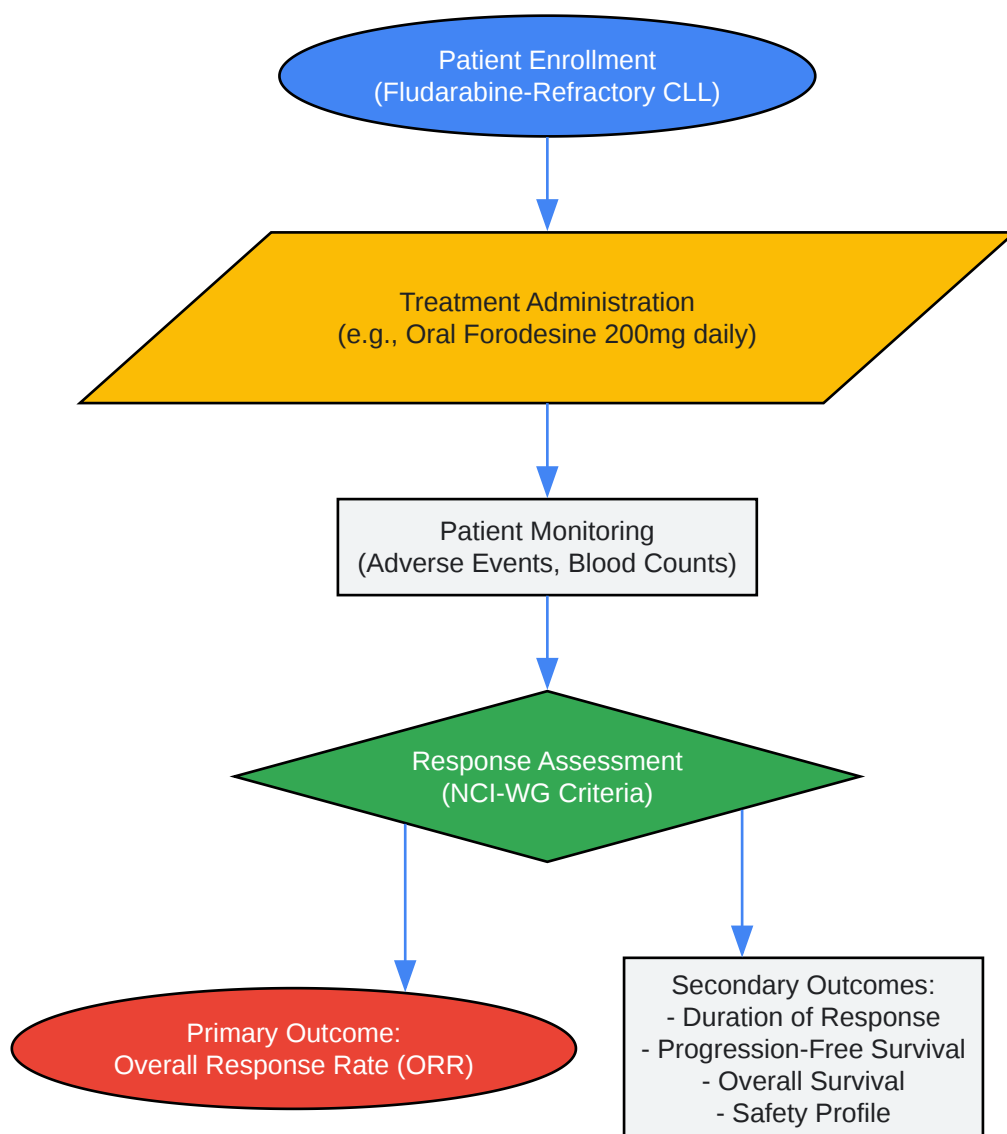 Patient Enrollment
(Fludarabine-Refractory CLL)
Treatment Administration
(e.g., Oral Forodesine 200mg daily)
Patient Monitoring
(Adverse Events, Blood Counts)
Response Assessment
(NCI-WG Criteria)
Primary Outcome:
Overall Response Rate (ORR)
Secondary Outcomes:
- Duration of Response
- Progression-Free Survival
- Overall Survival
- Safety Profile